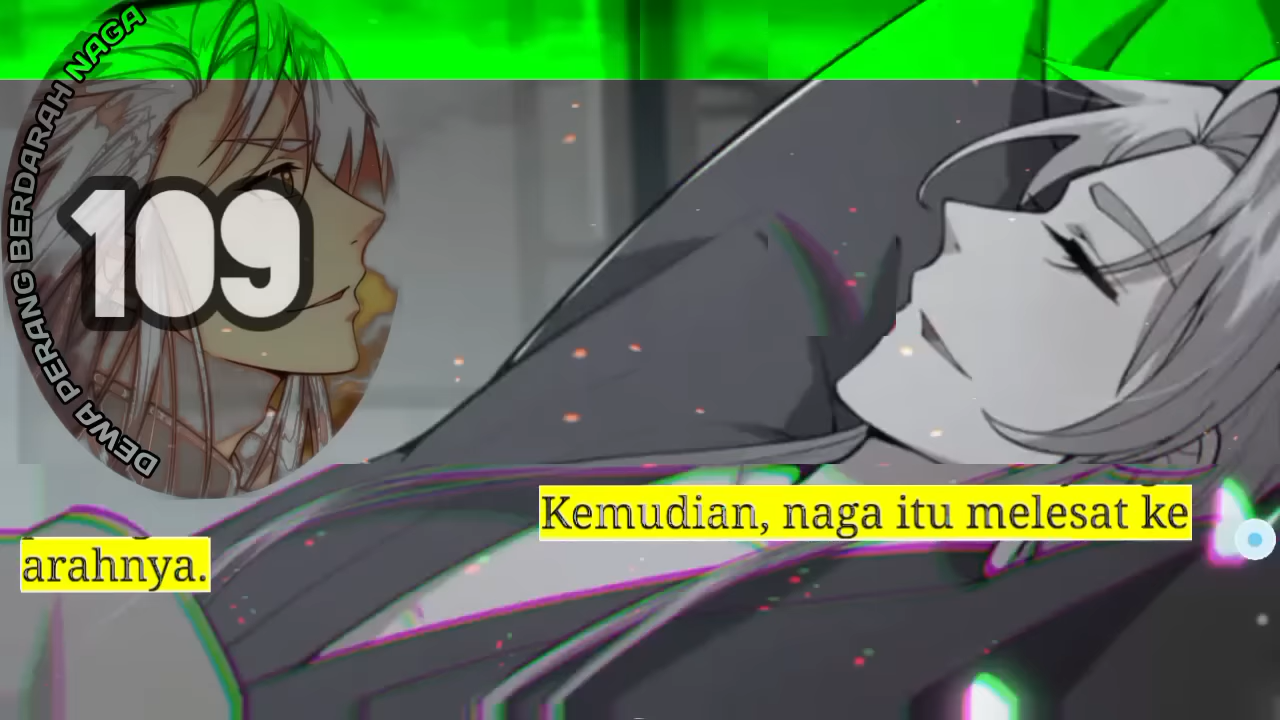 DEWA PERANG BERDARAH NAGA
109
Kemudian, naga itu melesat ke
arahnya.